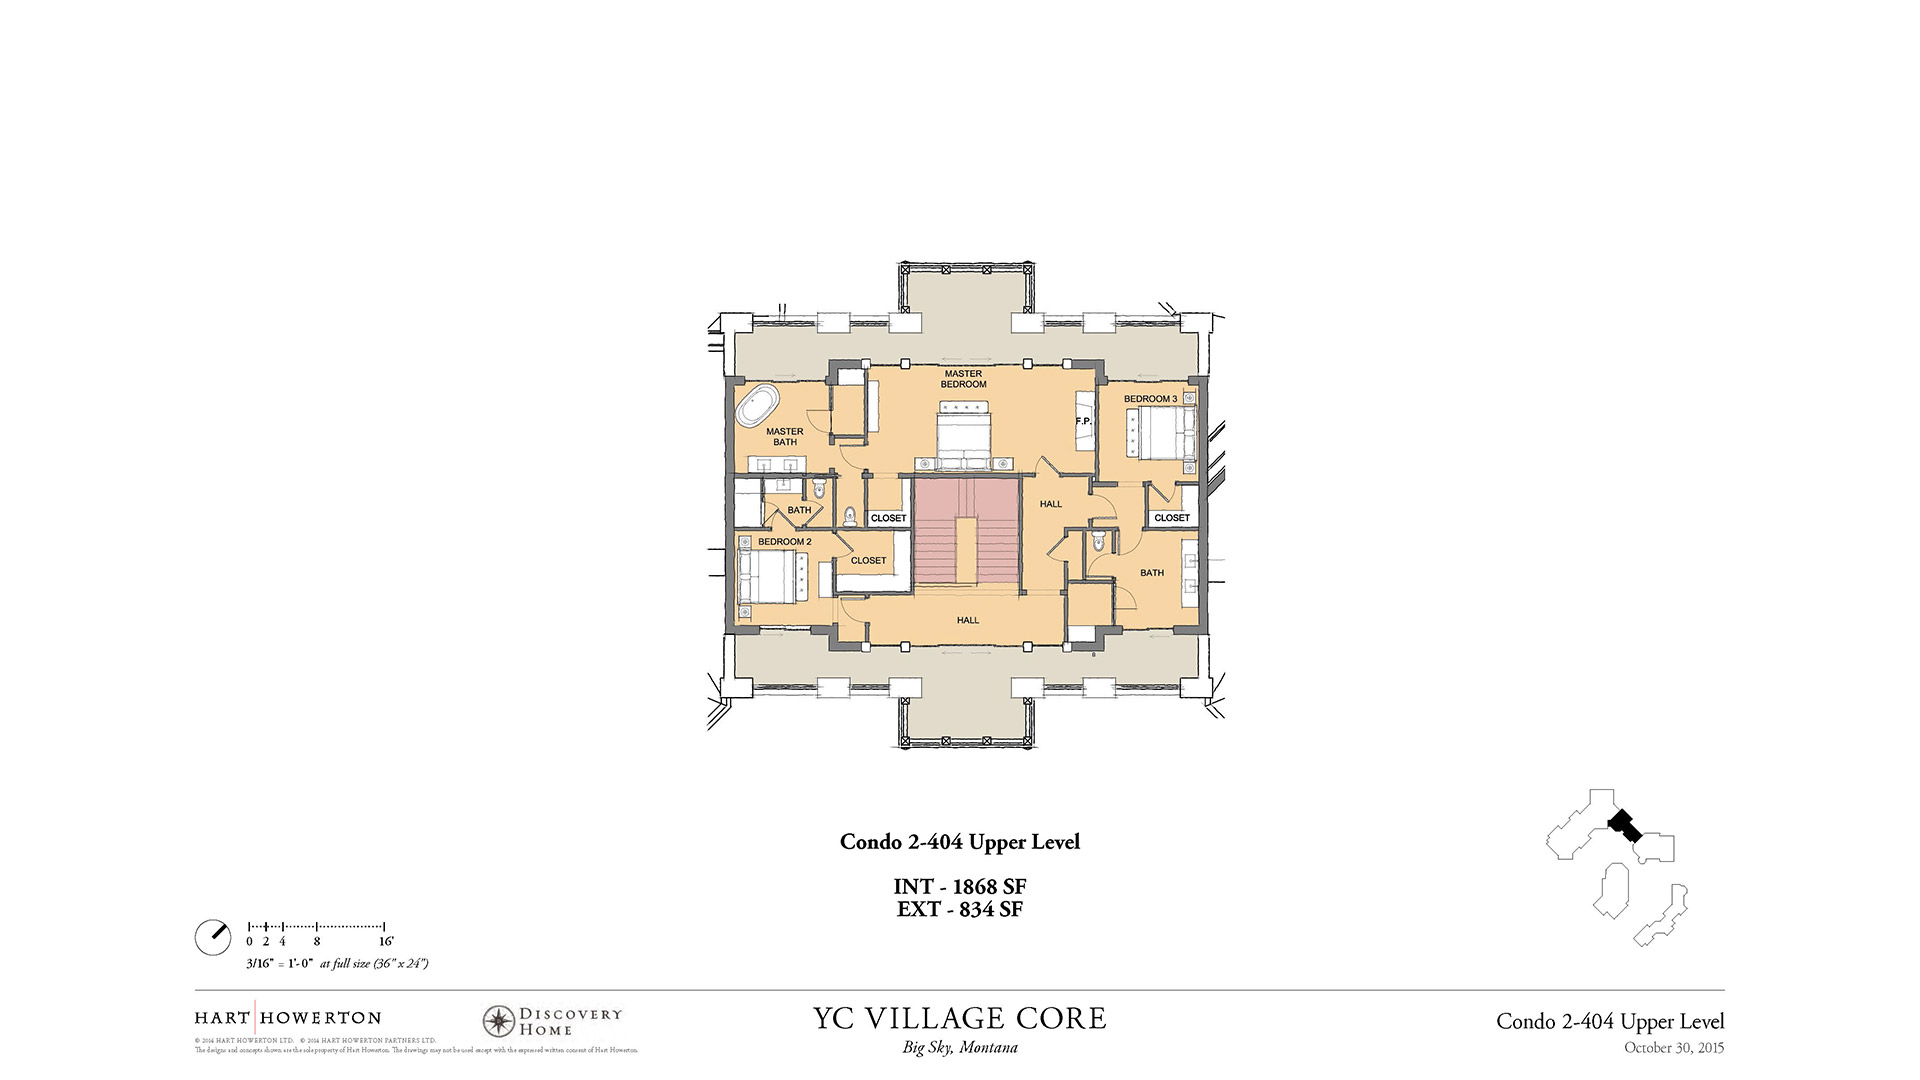 MASTER
BEDROOM
BEDROOM 3
F.P.
MASTER
BATH
HALL
BATH
CLOSET
CLOSET
BEDROOM 2
CLOSET
BATH
HALL
Condo 2-404 Upper Level
INT - 1868 SF
EXT - 834 SF
0 2 4 8 16'
3/16" = 1'-0" at full size (36" x 24")
HART HOWERTON
DISCOVERY
HOME
© 2014 HART HOWERTON LTD. © 2014 HART HOWERTON PARTNERS LTD.
The designs and concepts shown are the sole property of Hart Howerton. The drawings may not be used except with the expressed written consent of Hart Howerton.
YC VILLAGE CORE
Big Sky, Montana
Condo 2-404 Upper Level
October 30, 2015